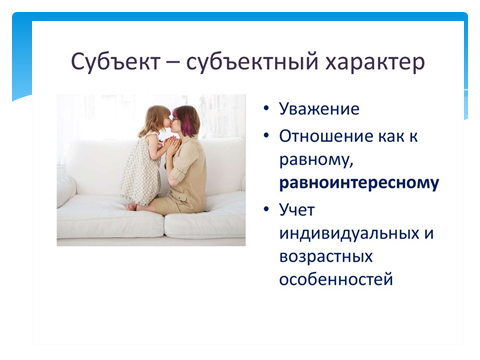 Субъект – субъектный характер
• Уважение
• Отношение как к
равному,
равноинтересному
• Учет
индивидуальных и
возрастных
особенностей